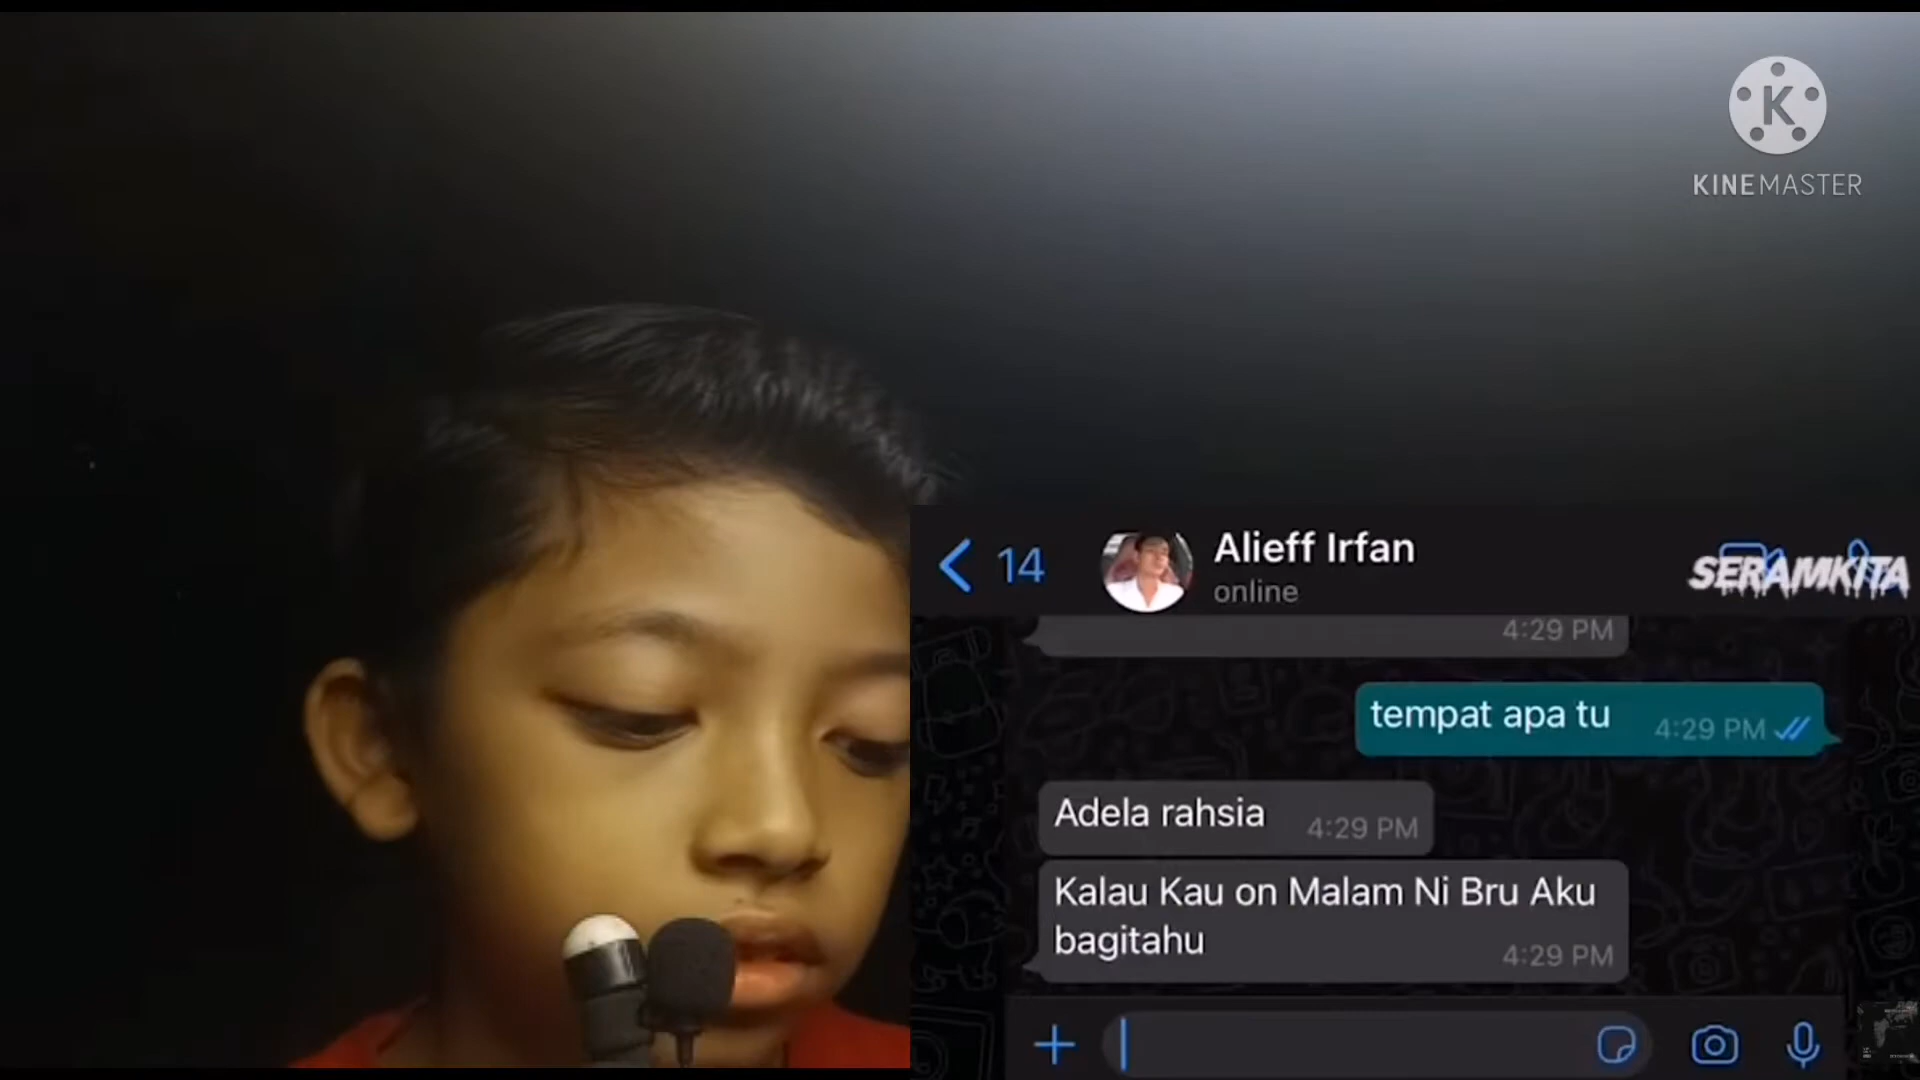 KINEMASTER
14
Alieff Irfan
online
SERAMKITA
4:29 PM
tempat apa tu 4:29 PM
Adela rahsia 4:29 PM
Kalau Kau on Malam Ni Bru Aku
bagitahu 4:29 PM